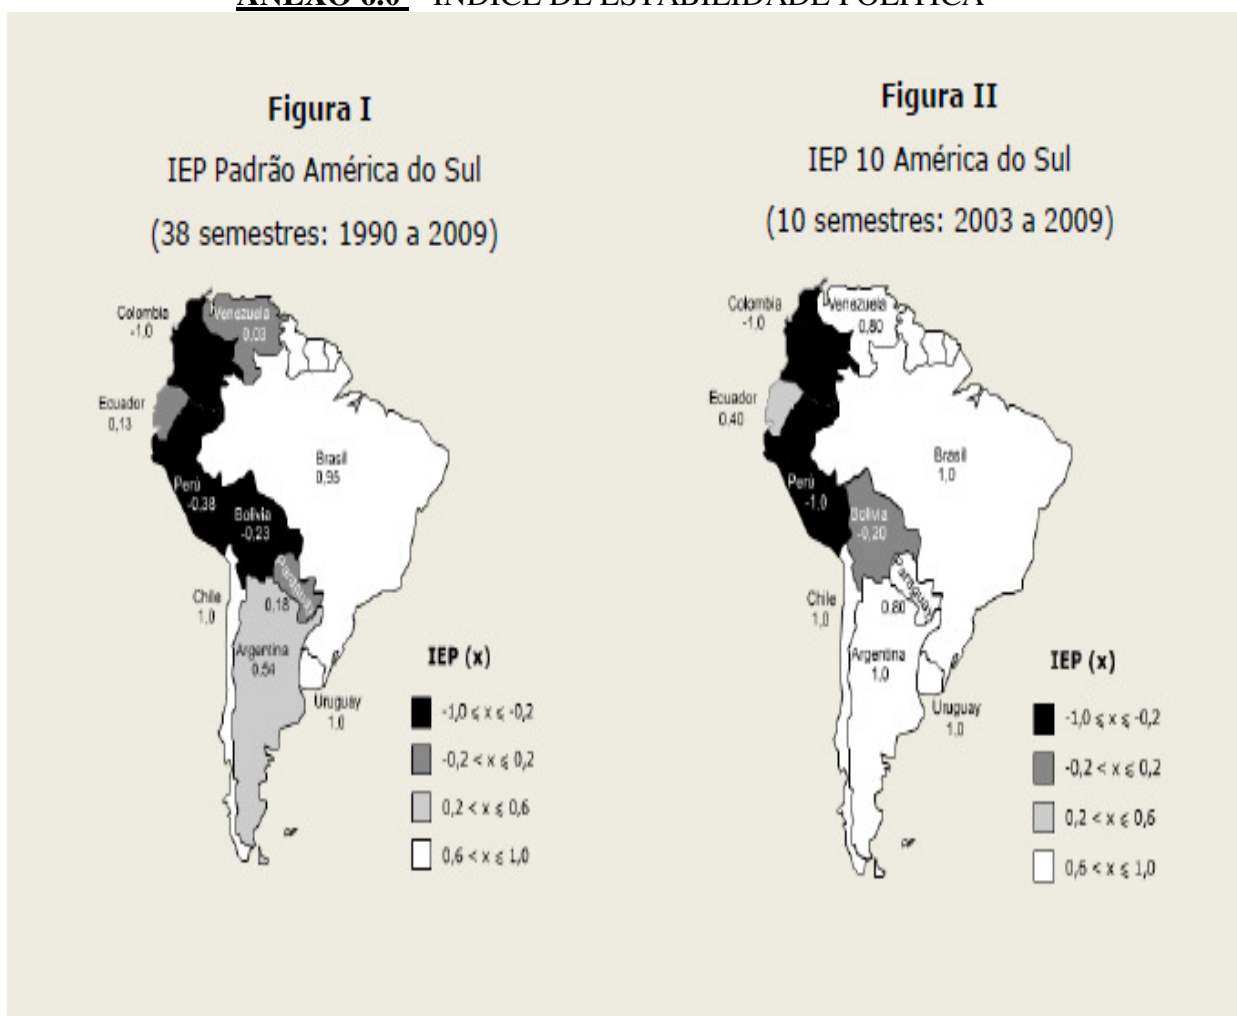 ANEXO 6.0 – ÍNDICE DE ESTABILIDADE POLÍTICA
Figura I
IEP Padrão América do Sul
(38 semestres: 1990 a 2009)
Colombia
-1,0
Venezuela
0,03
Ecuador
0,13
Brasil
0,95
Perú
-0,38
Bolivia
-0,23
Paraguay
0,18
Chile
1,0
Argentina
0,54
Uruguay
1,0
IEP (x)
-1,0 ⩽ x ⩽ -0,2
-0,2 < x ⩽ 0,2
0,2 < x ⩽ 0,6
0,6 < x ⩽ 1,0
Figura II
IEP 10 América do Sul
(10 semestres: 2003 a 2009)
Colombia
-1,0
Venezuela
0,80
Ecuador
0,40
Brasil
1,0
Perú
-1,0
Bolivia
-0,20
Paraguay
0,80
Chile
1,0
Argentina
1,0
Uruguay
1,0
IEP (x)
-1,0 ⩽ x ⩽ -0,2
-0,2 < x ⩽ 0,2
0,2 < x ⩽ 0,6
0,6 < x ⩽ 1,0